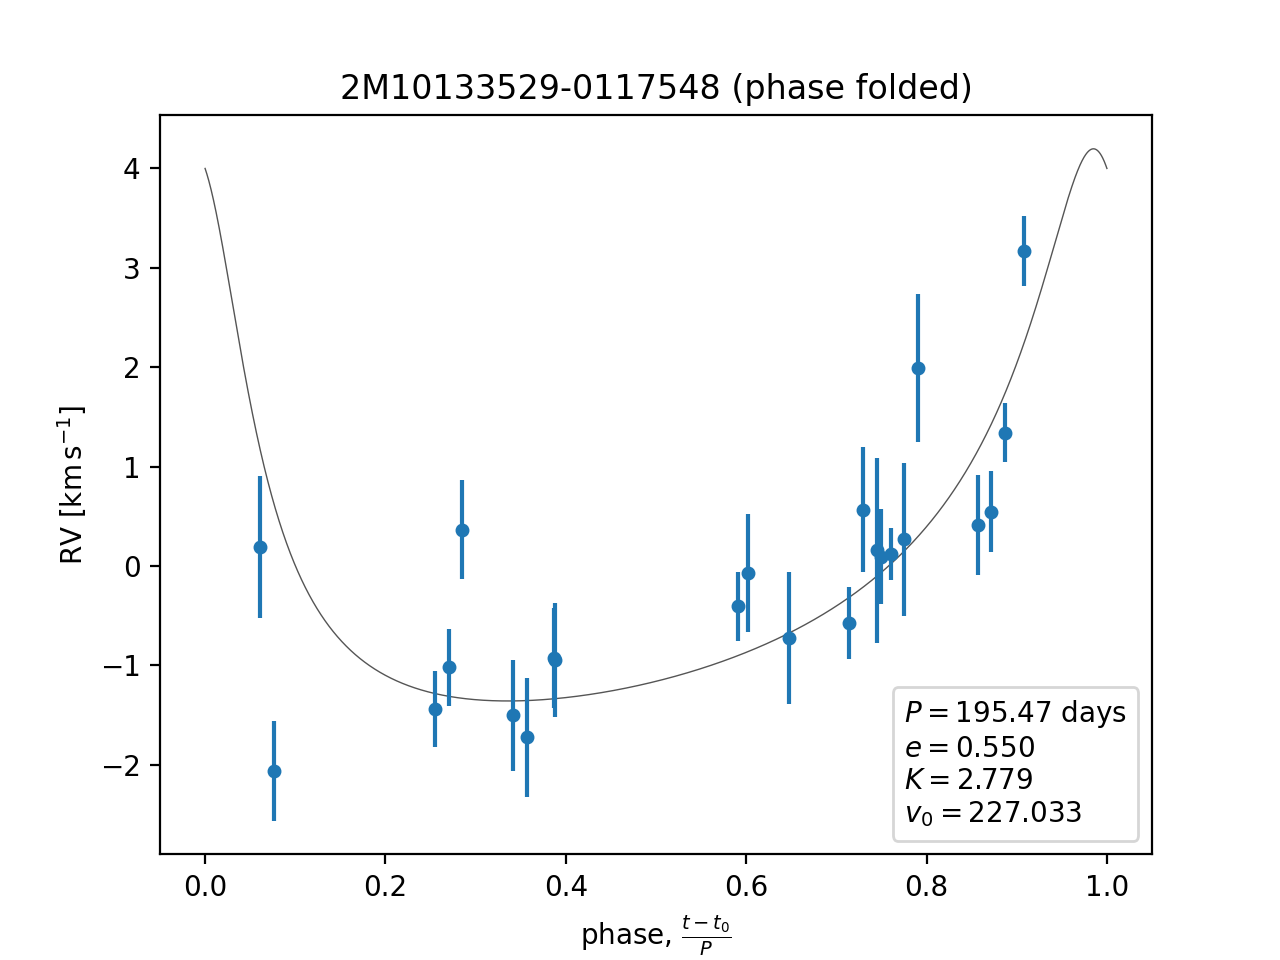 2M10133529-0117548 (phase folded)
4
3
2
1
0
−1
−2
RV [km s⁻¹]
P = 195.47 days
e = 0.550
K = 2.779
v₀ = 227.033
0.0 0.2 0.4 0.6 0.8 1.0
phase, (t − t₀)/P